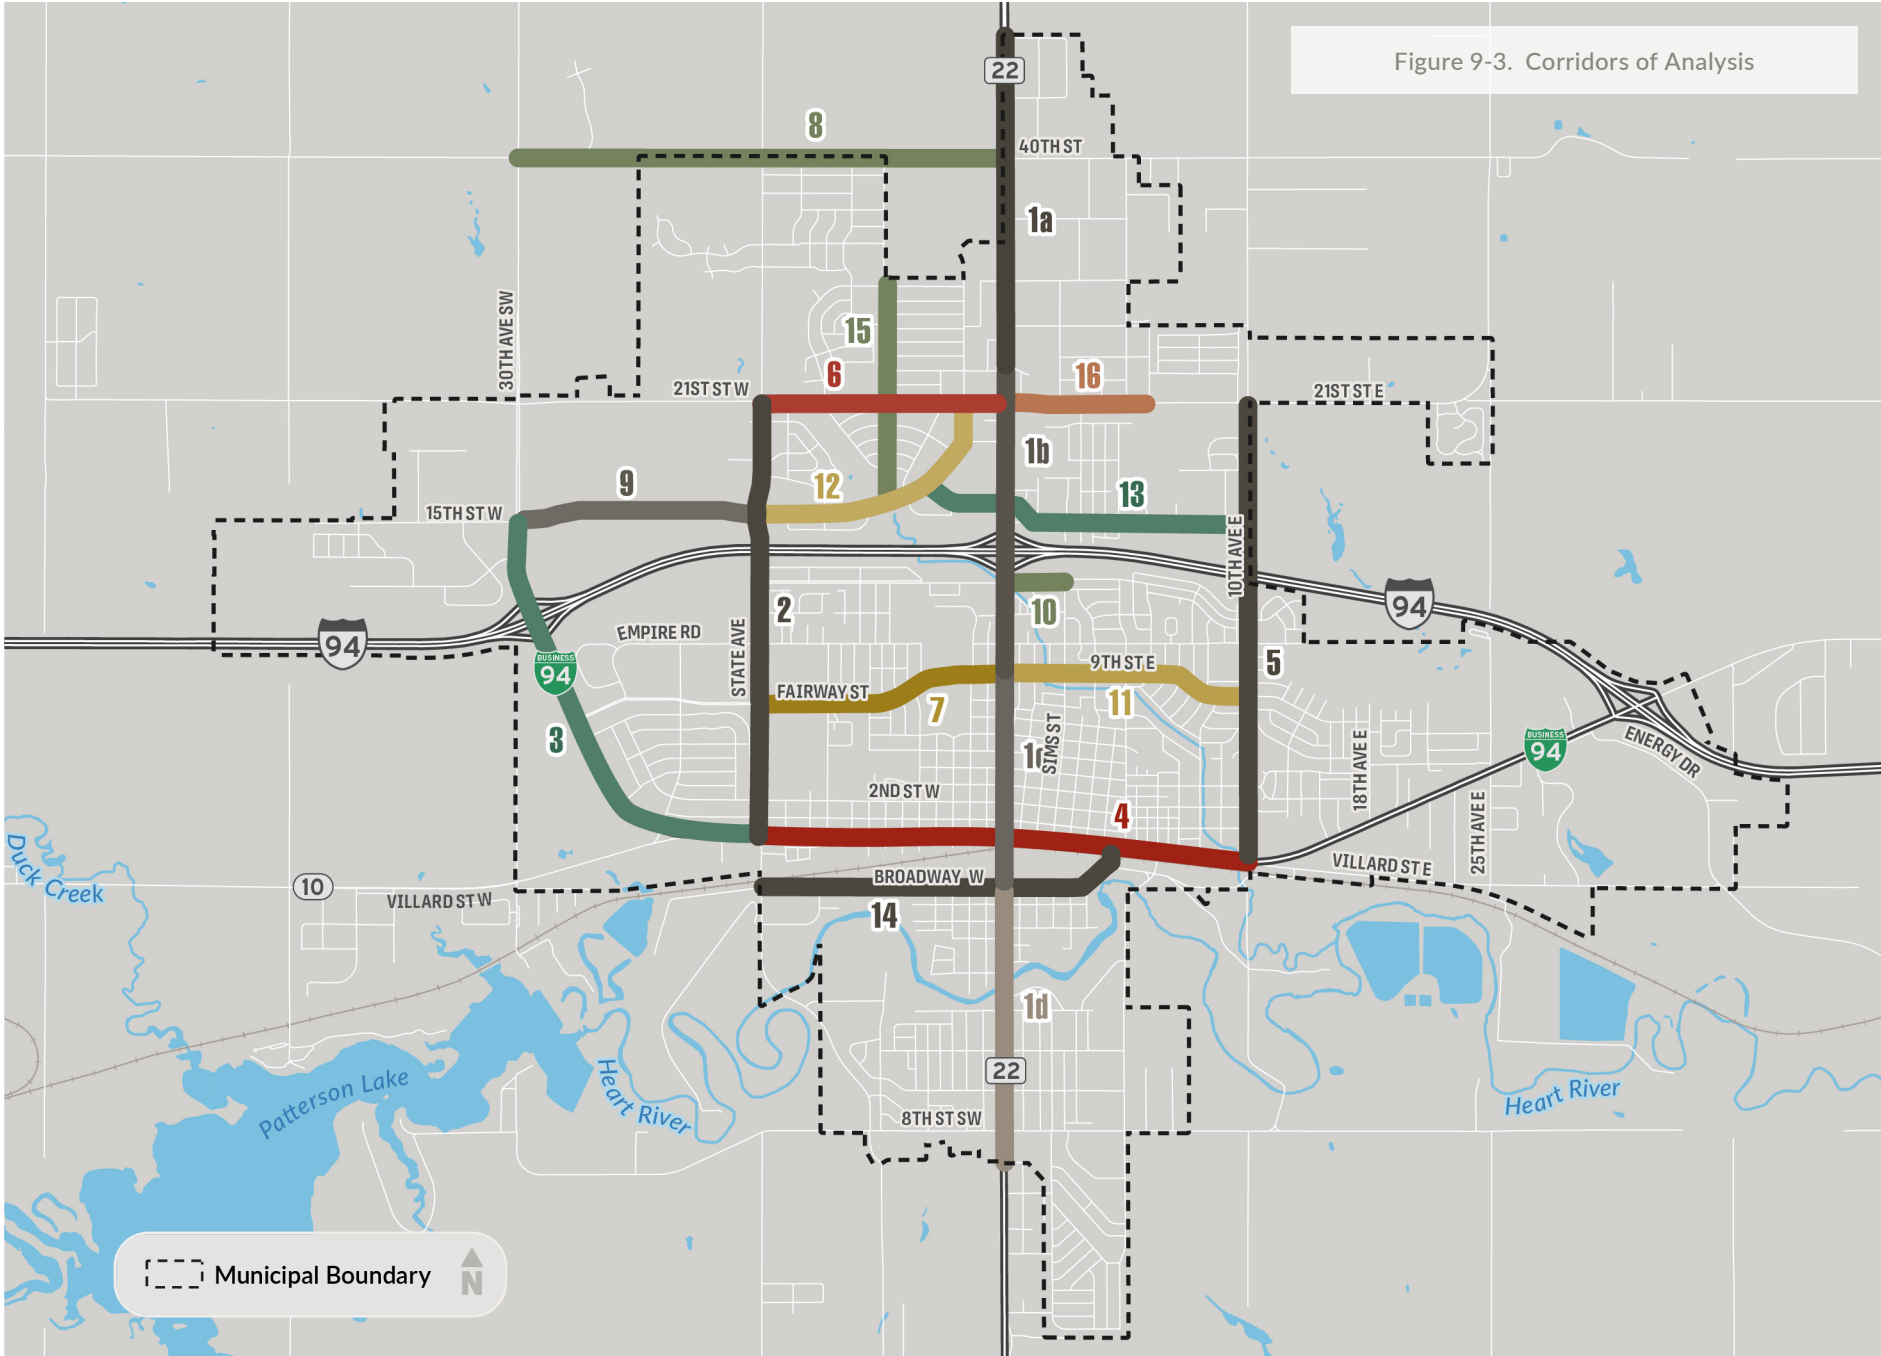 Figure 9-3. Corridors of Analysis
22
8
40TH ST
1a
30TH AVE SW
15
6
16
21ST ST W
21ST ST E
1b
9
12
13
15TH ST W
10TH AVE E
94
2
10
EMPIRE RD
94
BUSINESS
94
STATE AVE
9TH ST E
5
FAIRWAY ST
7
11
3
SIMS ST
18TH AVE E
BUSINESS
94
ENERGY DR
2ND ST W
4
25TH AVE E
Duck Creek
VILLARD ST E
10
VILLARD ST W
BROADWAY W
14
1d
22
Patterson Lake
Heart River
Heart River
8TH ST SW
Municipal Boundary
N